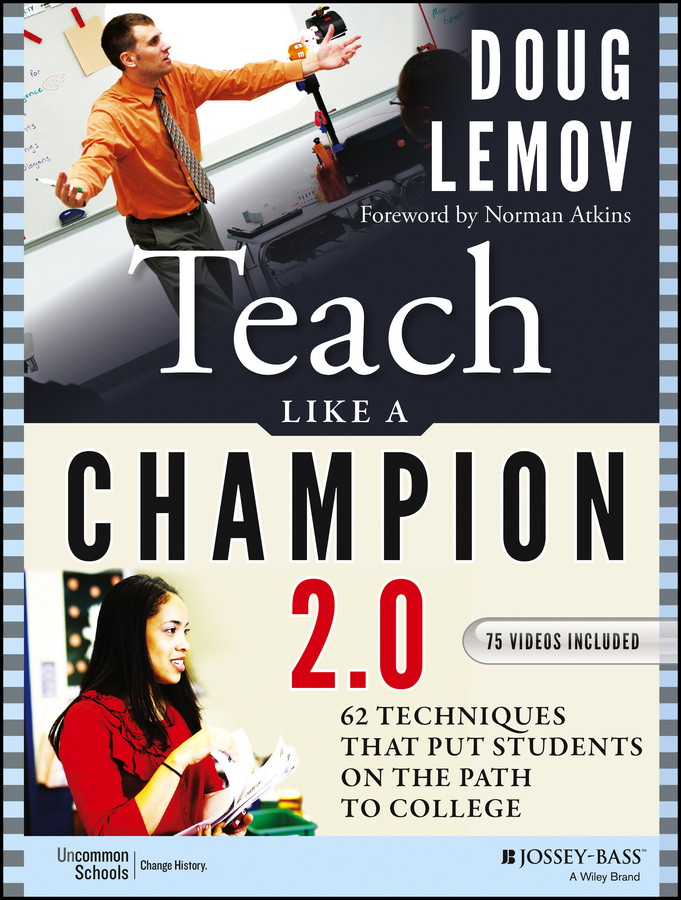 DOUG
LEMOV
Foreword by Norman Atkins
Teach
LIKE A
CHAMPION
2.0
75 VIDEOS INCLUDED
62 TECHNIQUES
THAT PUT STUDENTS
ON THE PATH
TO COLLEGE
Uncommon
Schools
Change History.
JOSSEY-BASS™
A Wiley Brand